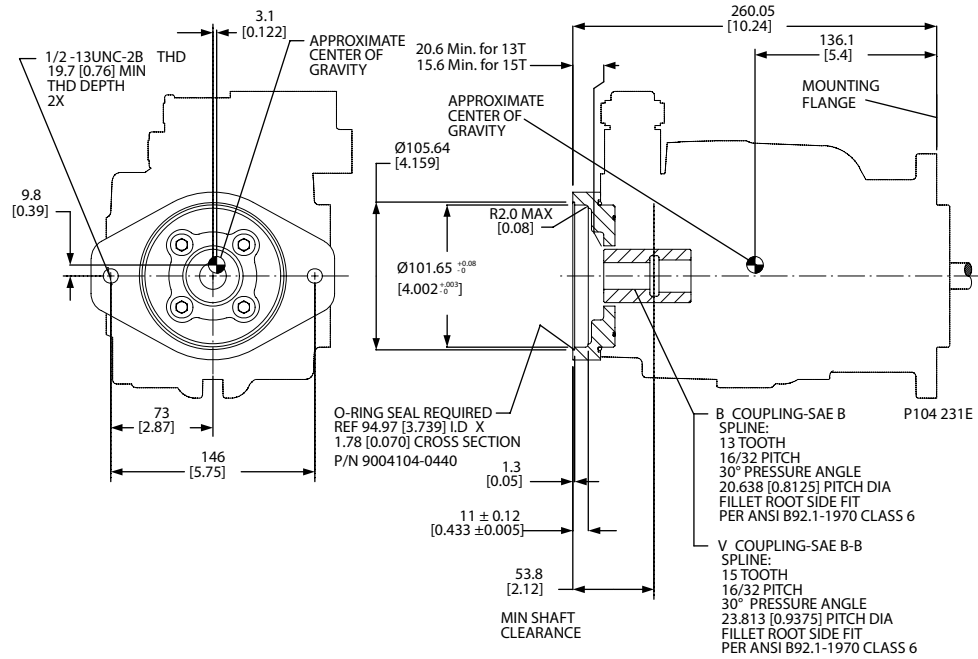 3.1
[0.122]
1/2 -13UNC-2B THD
19.7 [0.76] MIN
THD DEPTH
2X
APPROXIMATE
CENTER OF
GRAVITY
9.8
[0.39]
73
[2.87]
146
[5.75]
260.05
[10.24]
136.1
[5.4]
20.6 Min. for 13T
15.6 Min. for 15T
MOUNTING
FLANGE
APPROXIMATE
CENTER OF
GRAVITY
Ø105.64
[4.159]
R2.0 MAX
[0.08]
Ø101.65 +0.08 -0
[4.002 +.003 -0]
O-RING SEAL REQUIRED
REF 94.97 [3.739] I.D X
1.78 [0.070] CROSS SECTION
P/N 9004104-0440
1.3
[0.05]
11 ± 0.12
[0.433 ±0.005]
53.8
[2.12]
MIN SHAFT
CLEARANCE
B COUPLING-SAE B
SPLINE:
13 TOOTH
16/32 PITCH
30° PRESSURE ANGLE
20.638 [0.8125] PITCH DIA
FILLET ROOT SIDE FIT
PER ANSI B92.1-1970 CLASS 6
P104 231E
V COUPLING-SAE B-B
SPLINE:
15 TOOTH
16/32 PITCH
30° PRESSURE ANGLE
23.813 [0.9375] PITCH DIA
FILLET ROOT SIDE FIT
PER ANSI B92.1-1970 CLASS 6